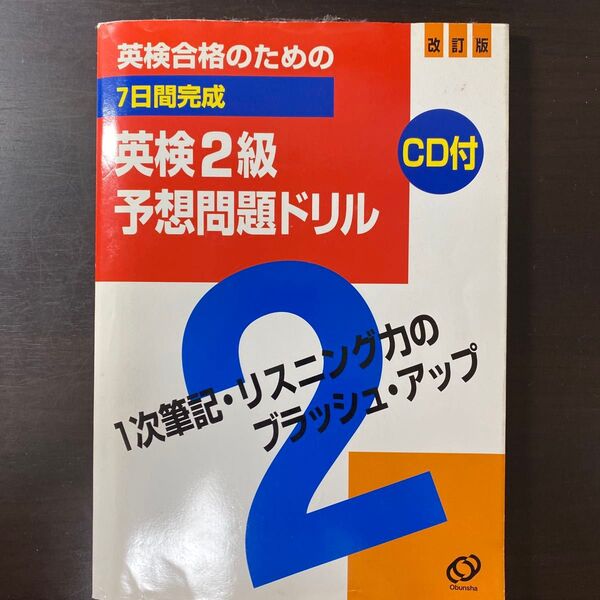 英検合格のための
改訂版
7日間完成
英検2級
予想問題ドリル
CD付
2
1次筆記・リスニング力の
ブラッシュ・アップ
Obunsha